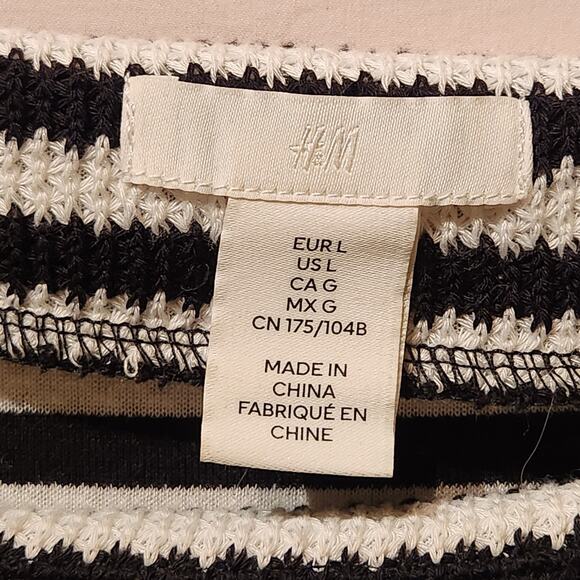 H&M
EUR L
US L
CA G
MX G
CN 175/104B
MADE IN
CHINA
FABRIQUÉ EN
CHINE